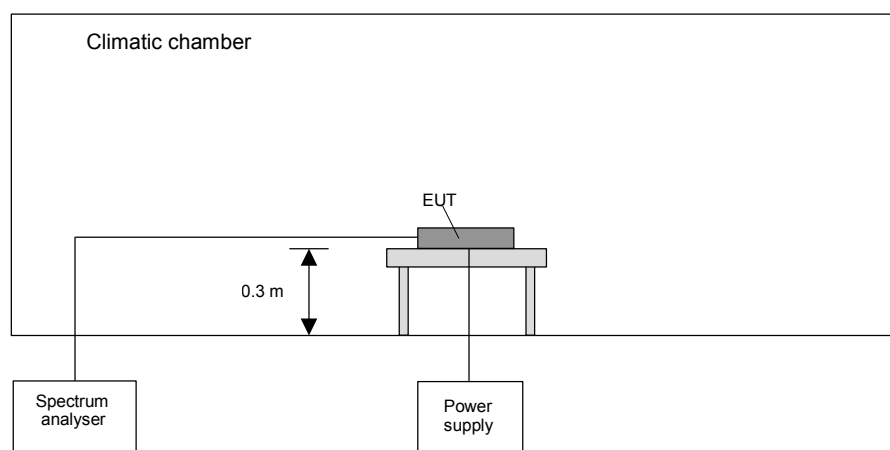 Climatic chamber
EUT
0.3 m
Spectrum
analyser
Power
supply